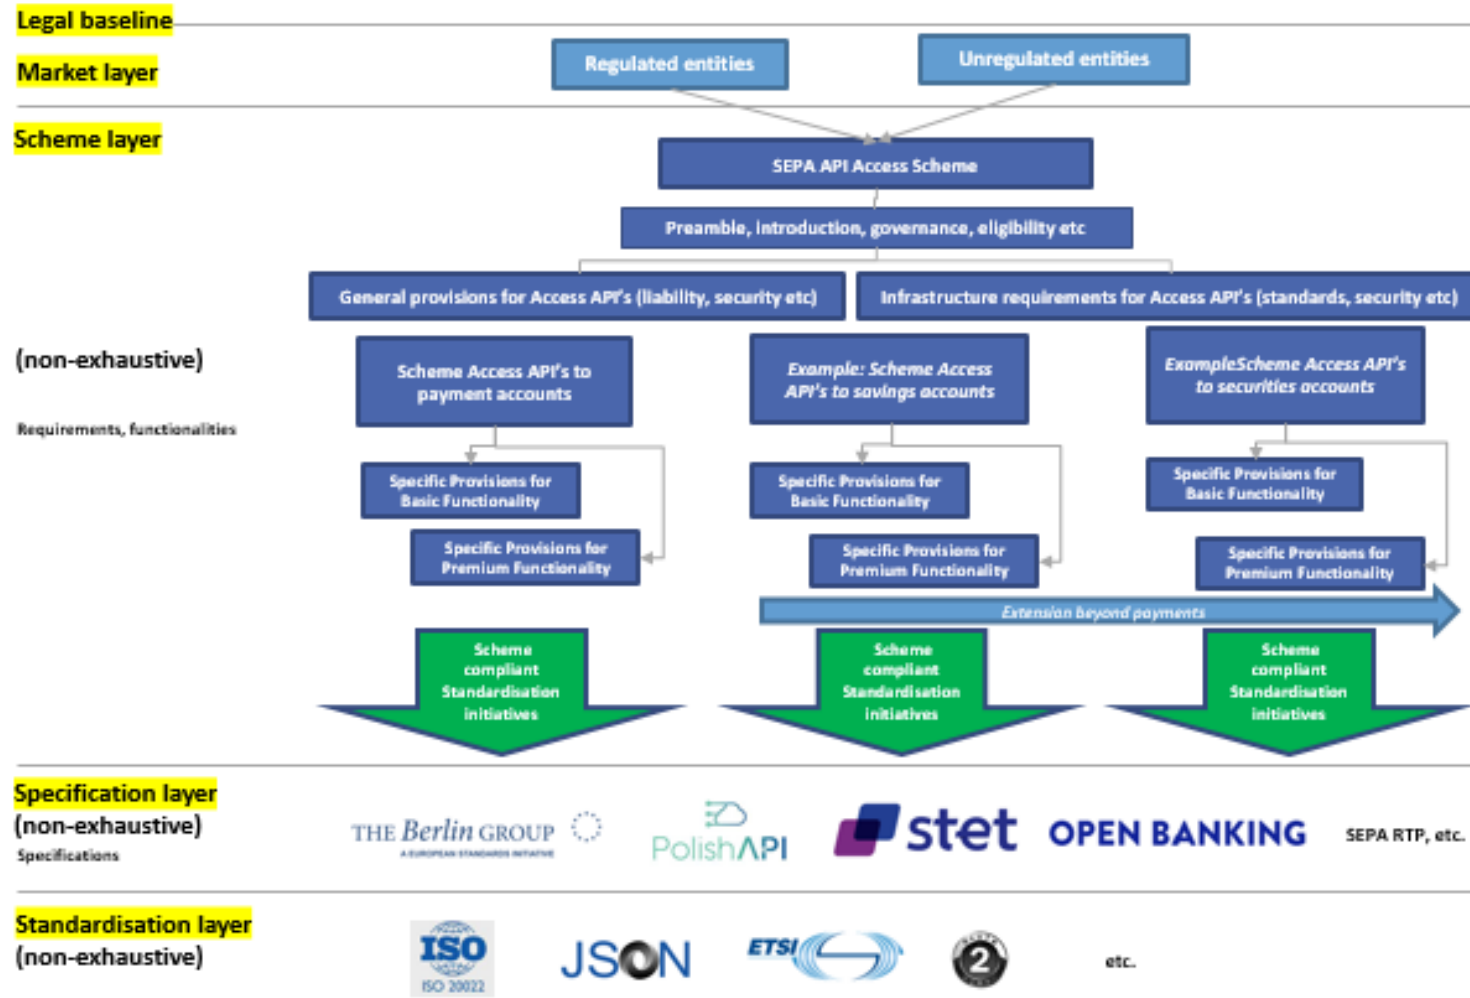 Legal baseline
Market layer
Regulated entities
Unregulated entities
Scheme layer
SEPA API Access Scheme
Preamble, introduction, governance, eligibility etc
General provisions for Access API's (liability, security etc)
Infrastructure requirements for Access API's (standards, security etc)
(non-exhaustive)
Requirements, functionalities
Scheme Access API's to
payment accounts
Example: Scheme Access
API's to savings accounts
ExampleScheme Access API's
to securities accounts
Specific Provisions for
Basic Functionality
Specific Provisions for
Premium Functionality
Specific Provisions for
Basic Functionality
Specific Provisions for
Premium Functionality
Specific Provisions for
Basic Functionality
Specific Provisions for
Premium Functionality
Extension beyond payments
Scheme
compliant
Standardisation
initiatives
Scheme
compliant
Standardisation
initiatives
Scheme
compliant
Standardisation
initiatives
Specification layer
(non-exhaustive)
Specifications
THE Berlin GROUP
A EUROPEAN STANDARDS INITIATIVE
PolishAPI
stet
OPEN BANKING
SEPA RTP, etc.
Standardisation layer
(non-exhaustive)
ISO
ISO 20022
JSON
ETSI
2
etc.